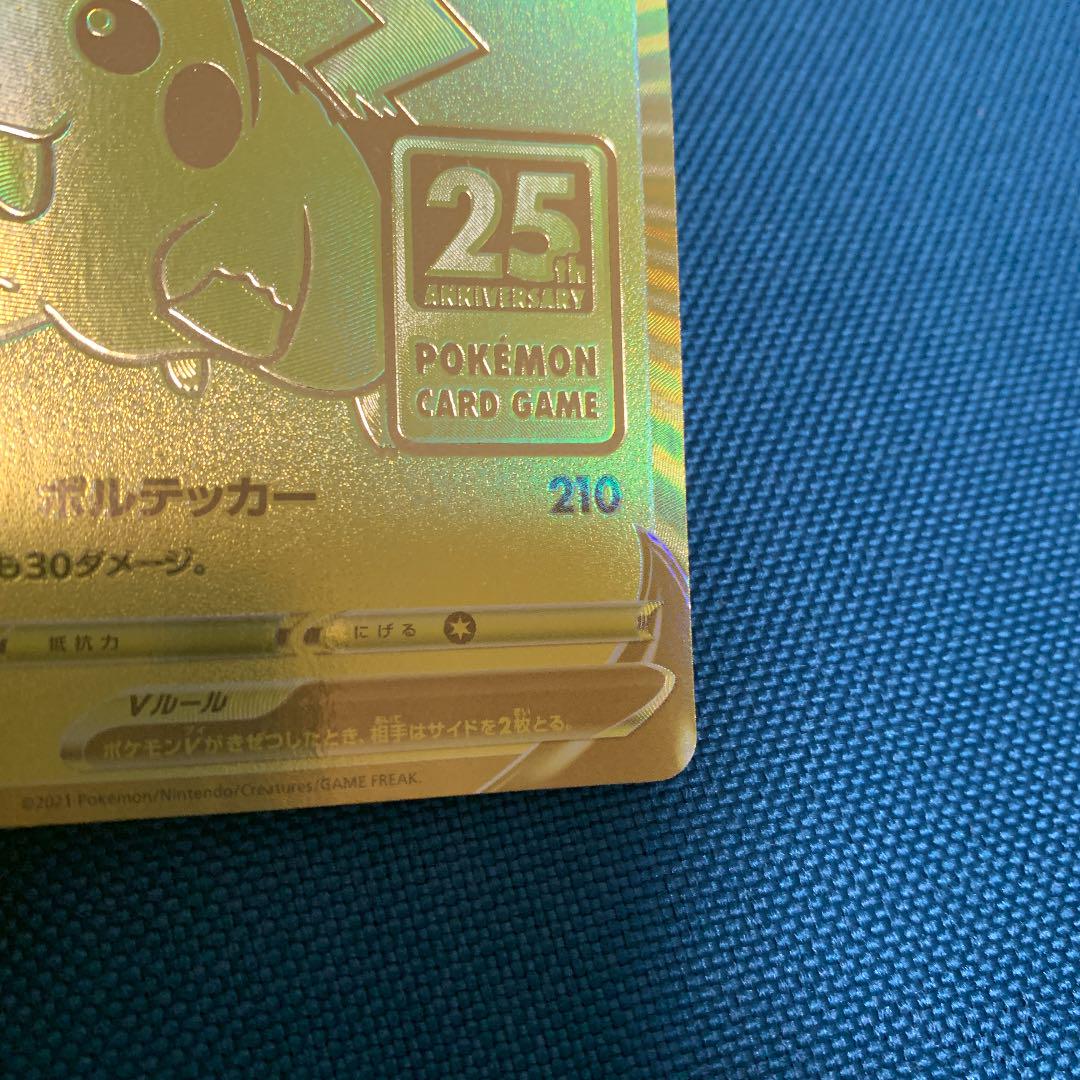 25th
ANNIVERSARY
POKÉMON
CARD GAME
ボルテッカー 210
も30ダメージ。
抵抗力 にげる
Vルール
ポケモンVがきぜつしたとき、相手はサイドを2枚とる。
©2021 Pokémon/Nintendo/Creatures/GAME FREAK.